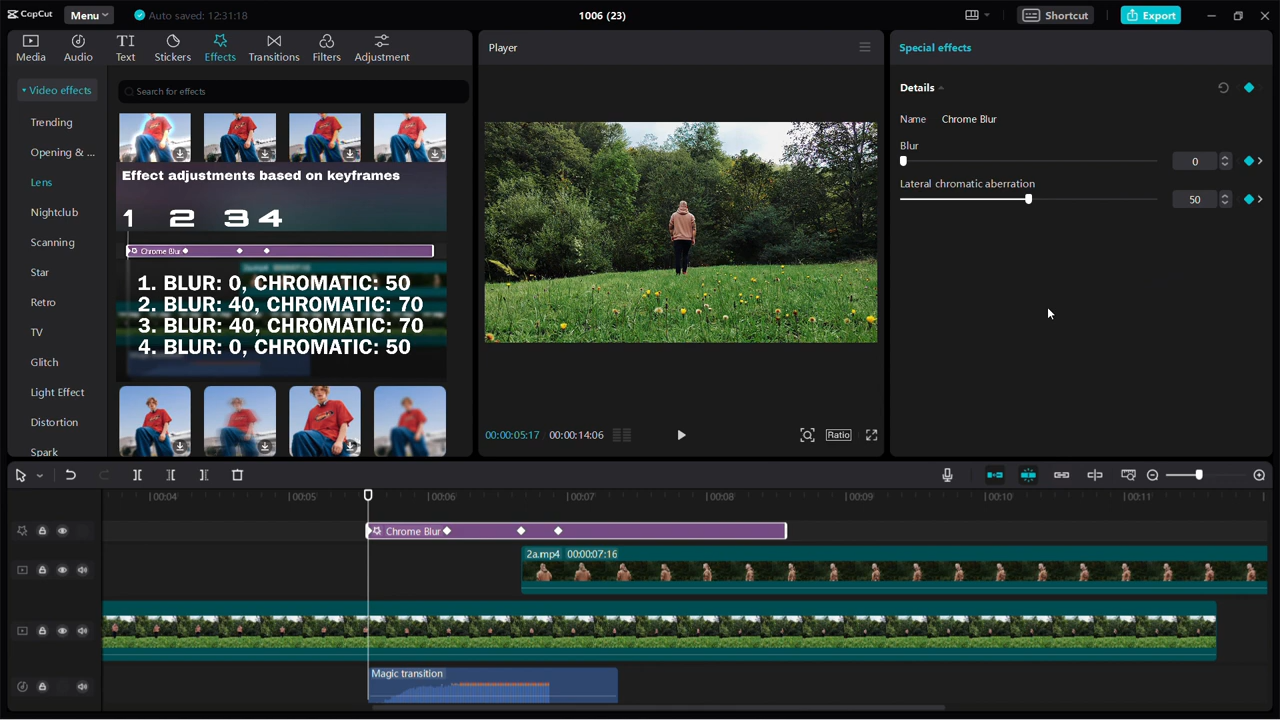 CapCut
Menu
Auto saved: 12:31:18
1006 (23)
Shortcut
Export
Media
Audio
Text
Stickers
Effects
Transitions
Filters
Adjustment
Video effects
Search for effects
Trending
Opening & ...
Lens
Nightclub
Scanning
Star
Retro
TV
Glitch
Light Effect
Distortion
Spark
Effect adjustments based on keyframes
1 2 3 4
Chrome Blur
1. BLUR: 0, CHROMATIC: 50
2. BLUR: 40, CHROMATIC: 70
3. BLUR: 40, CHROMATIC: 70
4. BLUR: 0, CHROMATIC: 50
Player
00:00:05:17 00:00:14:06
Ratio
Special effects
Details
Name Chrome Blur
Blur
0
Lateral chromatic aberration
50
00:04 00:05 00:06 00:07 00:08 00:09 00:10 00:11
Chrome Blur
2a.mp4 00:00:07:16
Magic transition